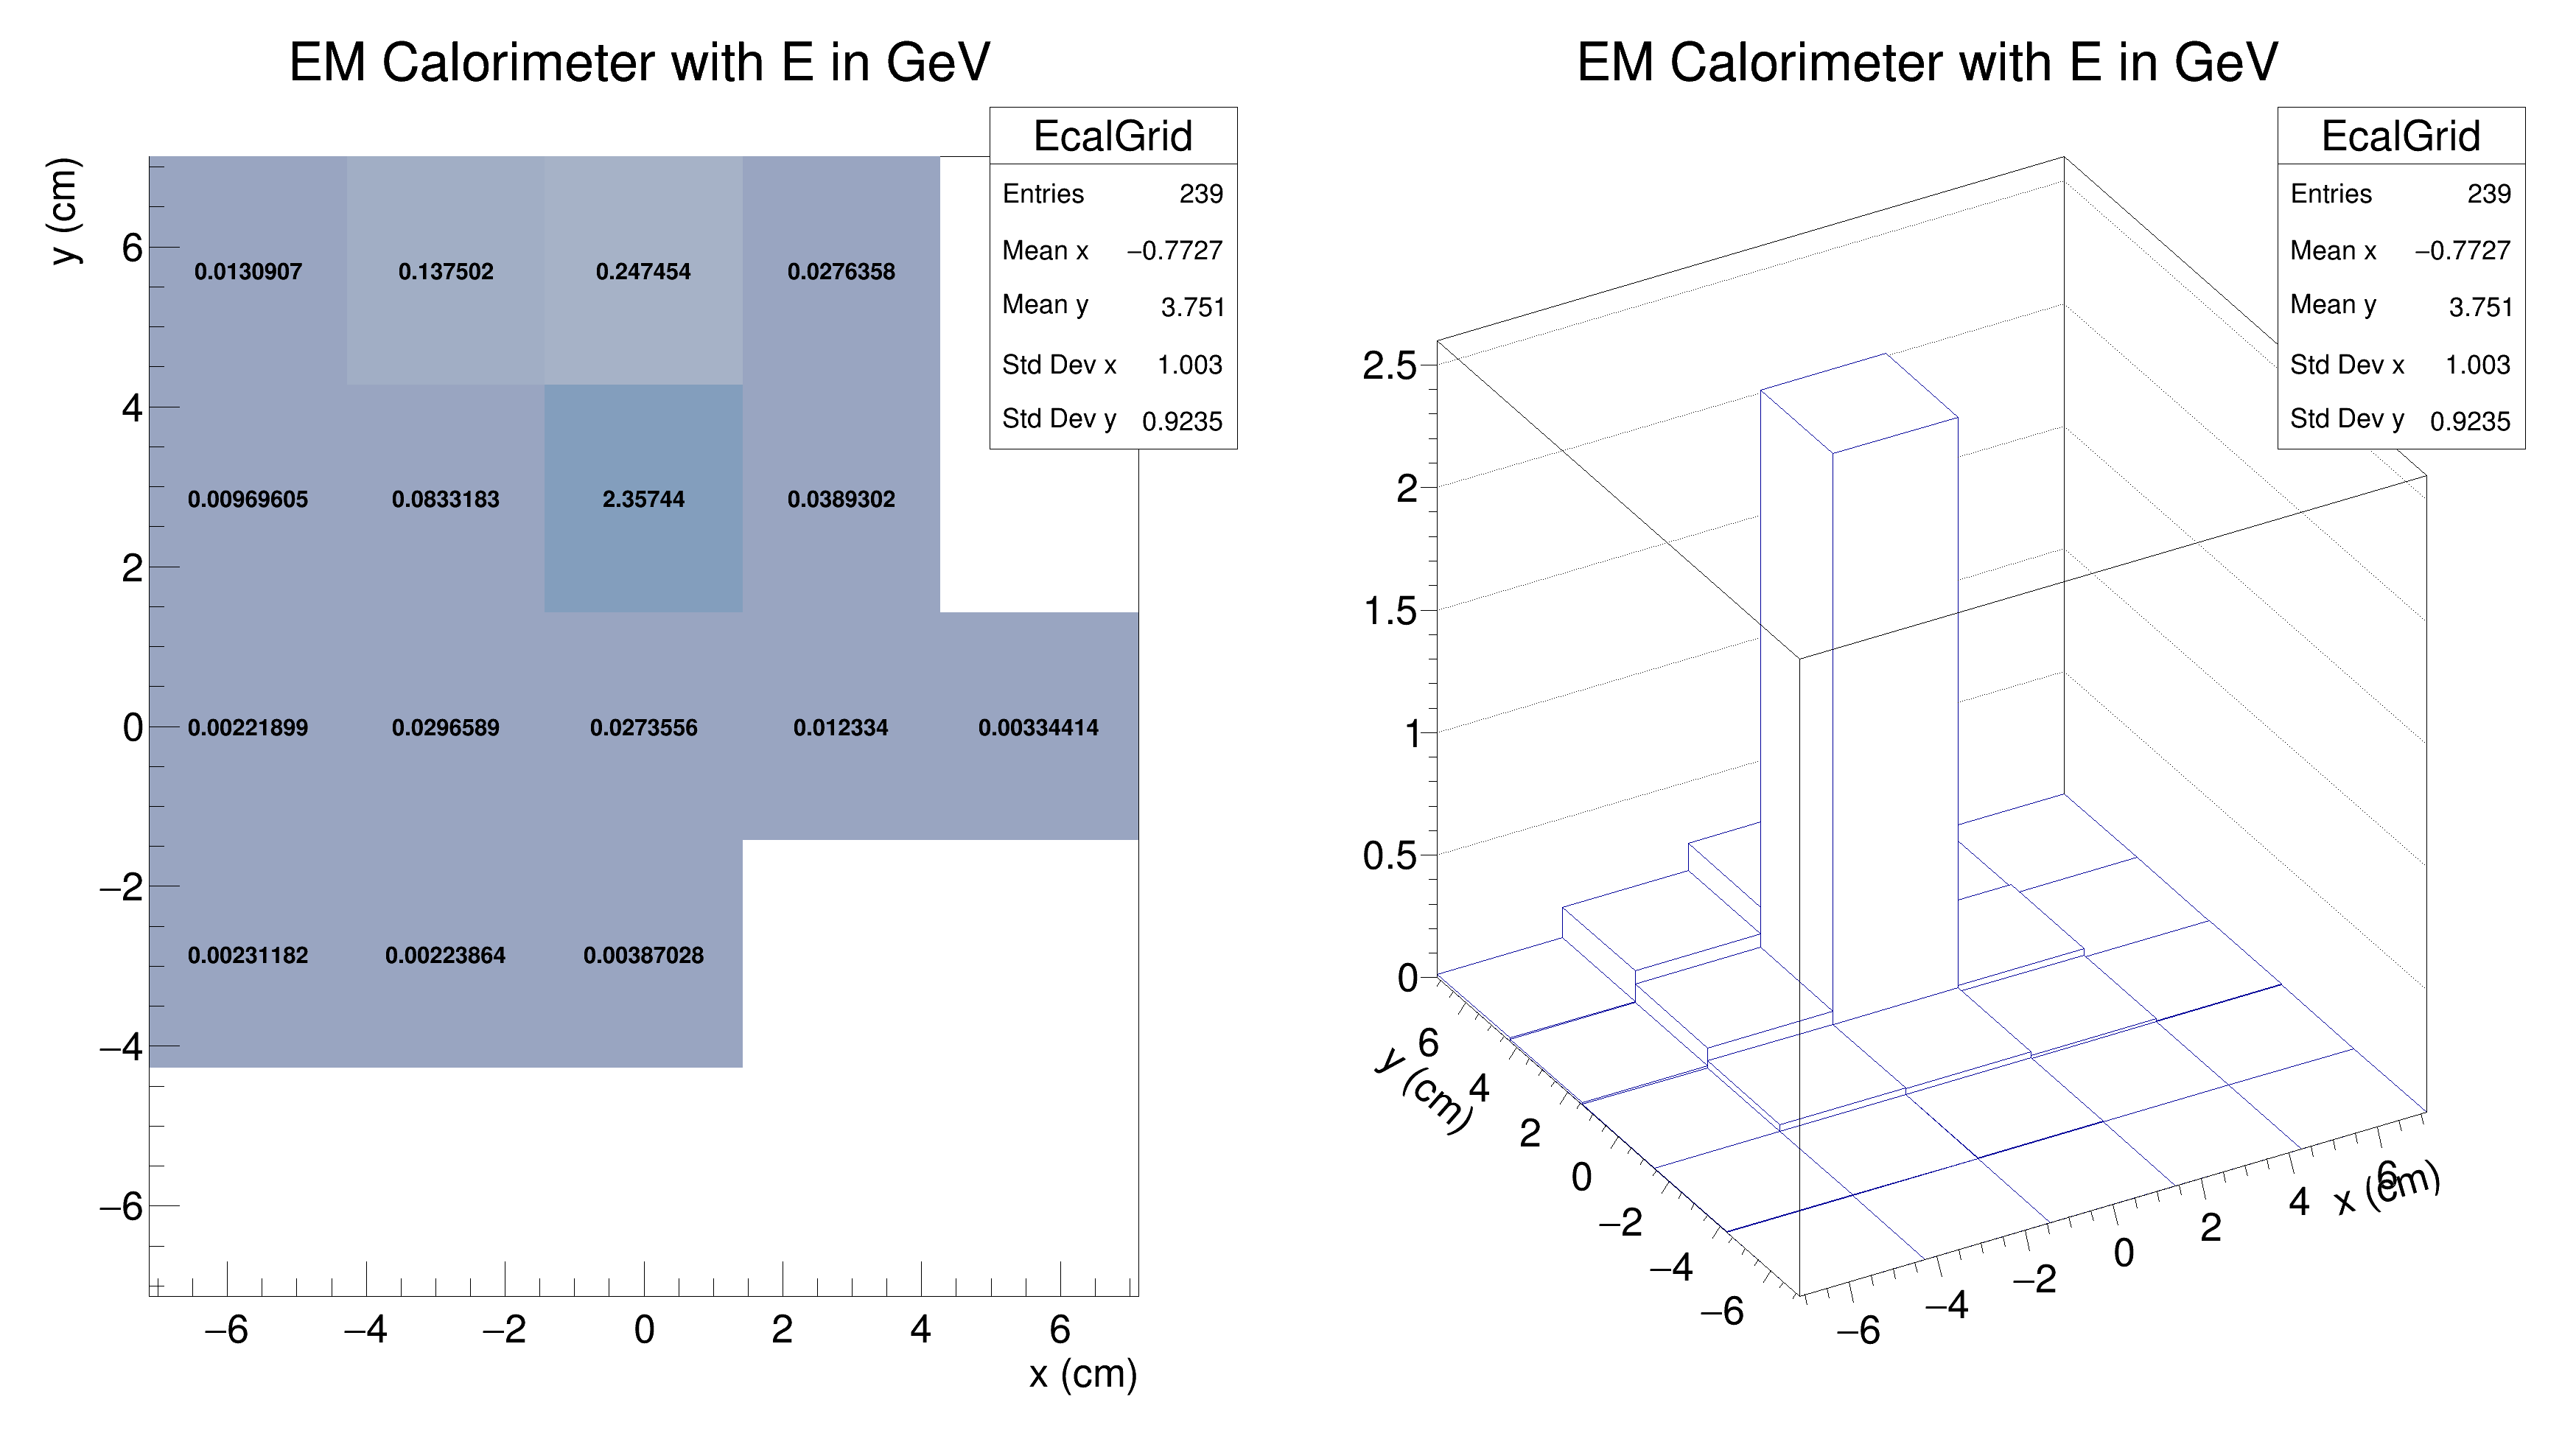 EM Calorimeter with E in GeV
EcalGrid
Entries 239
Mean x −0.7727
Mean y 3.751
Std Dev x 1.003
Std Dev y 0.9235
y (cm)
6
4
2
0
−2
−4
−6
0.0130907 0.137502 0.247454 0.0276358
0.00969605 0.0833183 2.35744 0.0389302
0.00221899 0.0296589 0.0273556 0.012334 0.00334414
0.00231182 0.00223864 0.00387028
−6 −4 −2 0 2 4 6
x (cm)
EM Calorimeter with E in GeV
EcalGrid
Entries 239
Mean x −0.7727
Mean y 3.751
Std Dev x 1.003
Std Dev y 0.9235
2.5
2
1.5
1
0.5
0
6
4
2
0
−2
−4
−6
y (cm)
−6
−4
−2
0
2
4
6
x (cm)